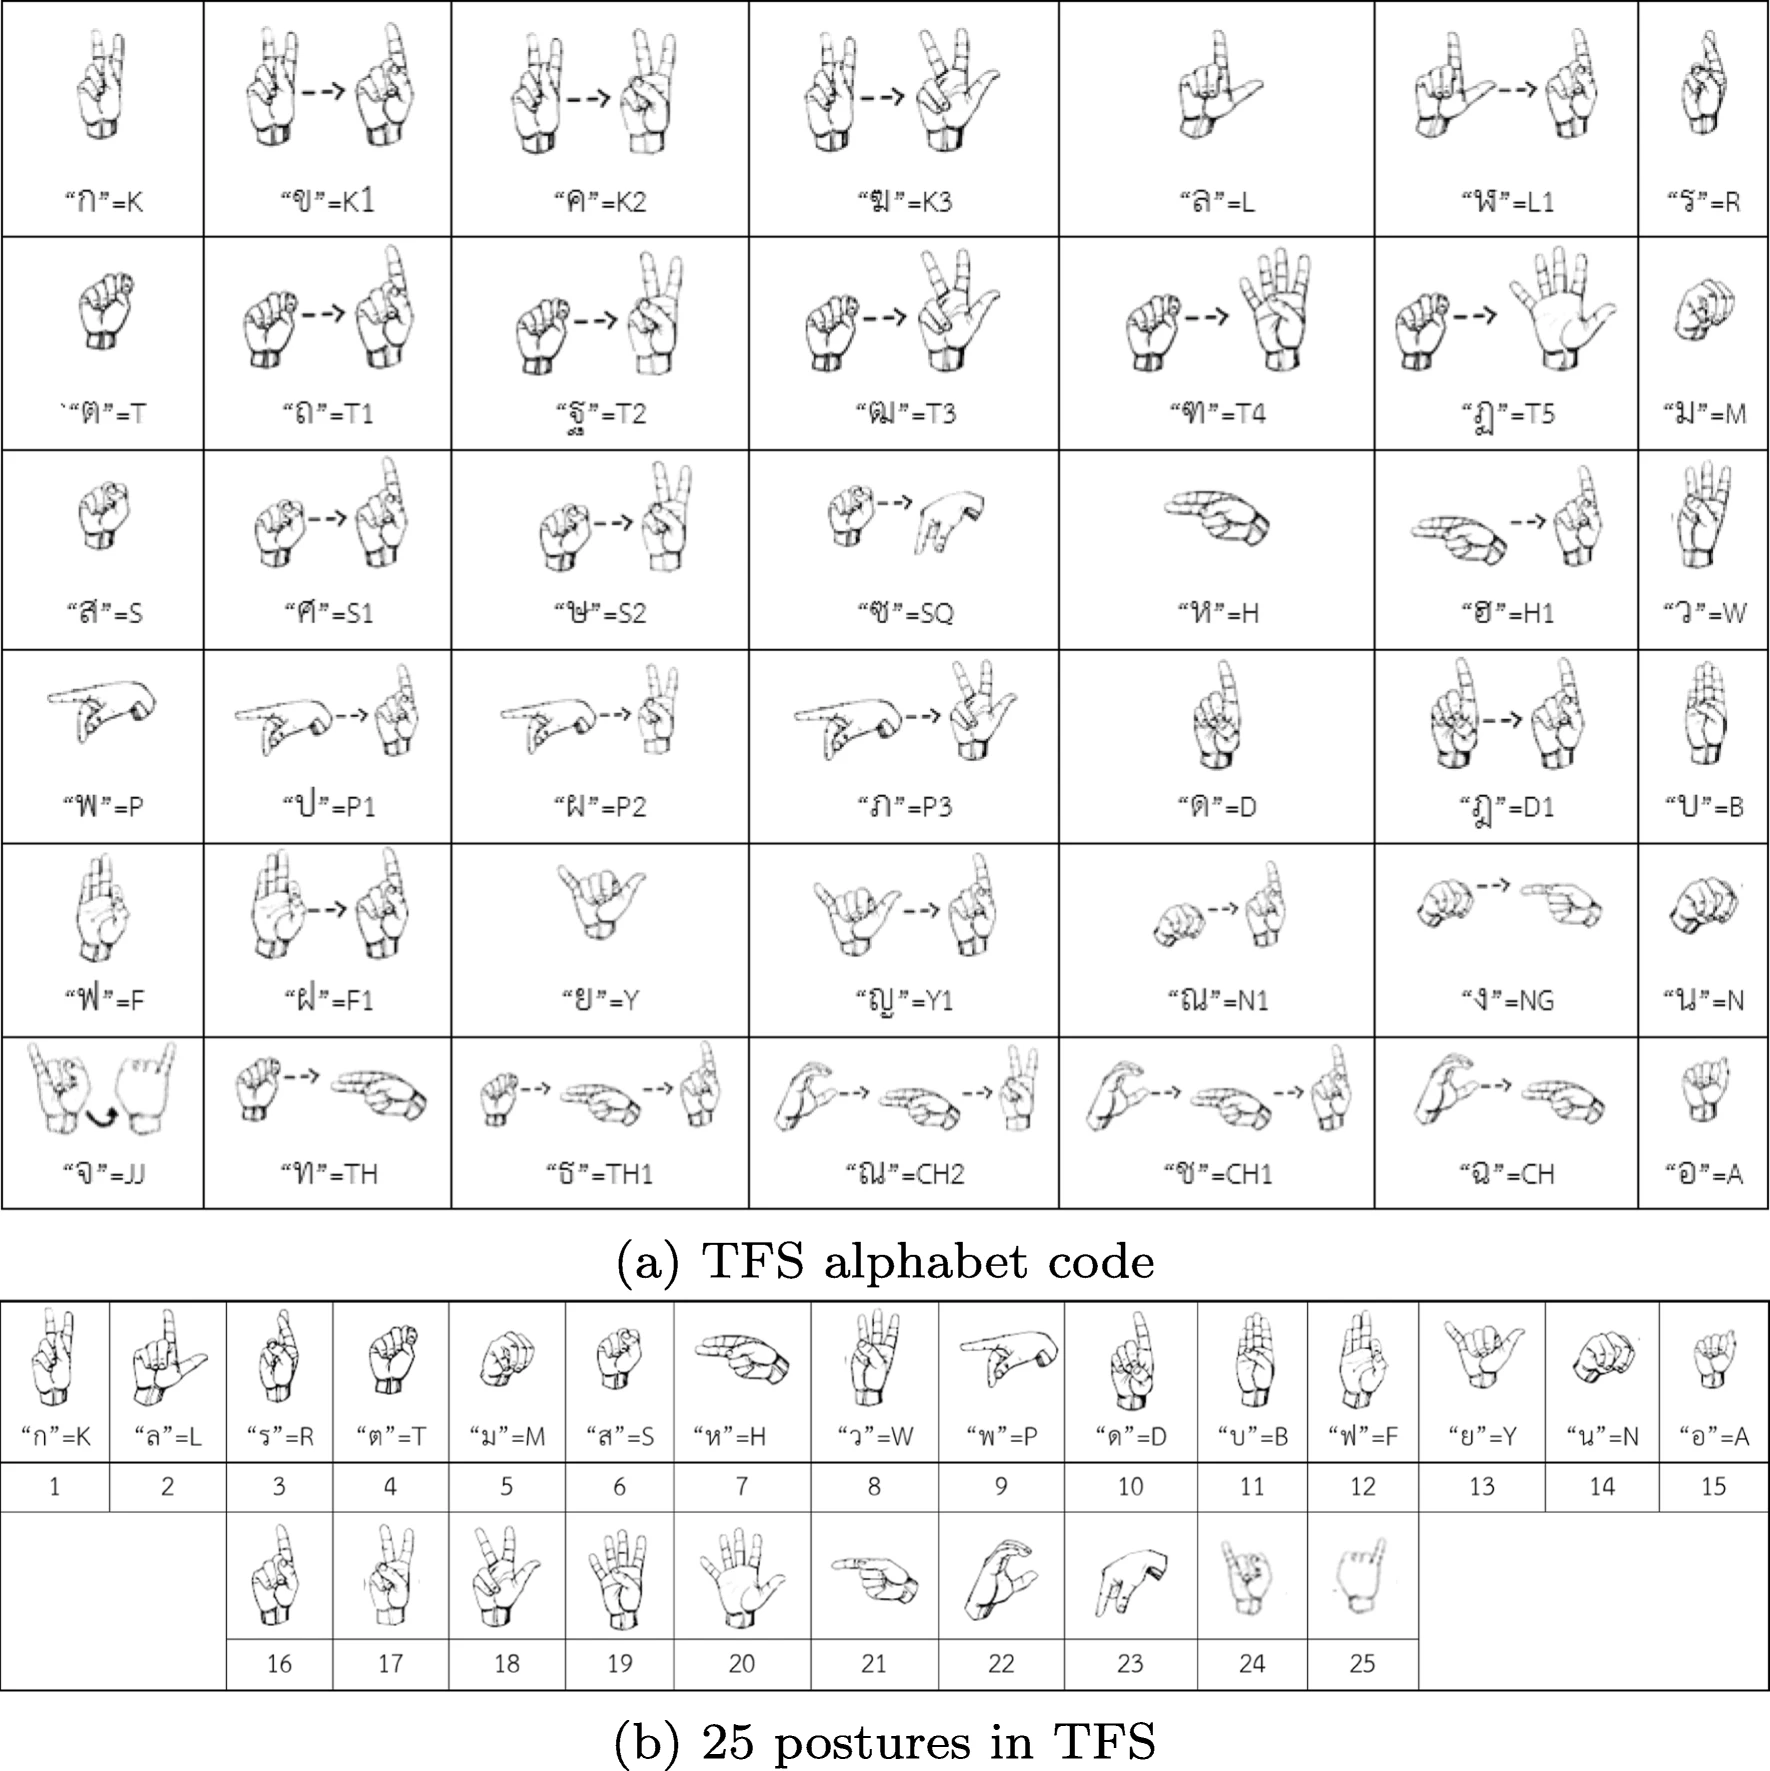 “ก”=K “ข”=K1 “ค”=K2 “ฆ”=K3 “ล”=L “ฬ”=L1 “ร”=R
`“ต”=T “ถ”=T1 “ฐ”=T2 “ฒ”=T3 “ฑ”=T4 “ฏ”=T5 “ม”=M
“ส”=S “ศ”=S1 “ษ”=S2 “ซ”=SQ “ห”=H “ฮ”=H1 “ว”=W
“พ”=P “ป”=P1 “ผ”=P2 “ภ”=P3 “ด”=D “ฎ”=D1 “บ”=B
“ฟ”=F “ฝ”=F1 “ย”=Y “ญ”=Y1 “ณ”=N1 “ง”=NG “น”=N
“จ”=JJ “ท”=TH “ธ”=TH1 “ณ”=CH2 “ช”=CH1 “ฉ”=CH “อ”=A
(a) TFS alphabet code
“ก”=K “ล”=L “ร”=R “ต”=T “ม”=M “ส”=S “ห”=H “ว”=W “พ”=P “ด”=D “บ”=B “ฟ”=F “ย”=Y “น”=N “อ”=A
1 2 3 4 5 6 7 8 9 10 11 12 13 14 15
16 17 18 19 20 21 22 23 24 25
(b) 25 postures in TFS